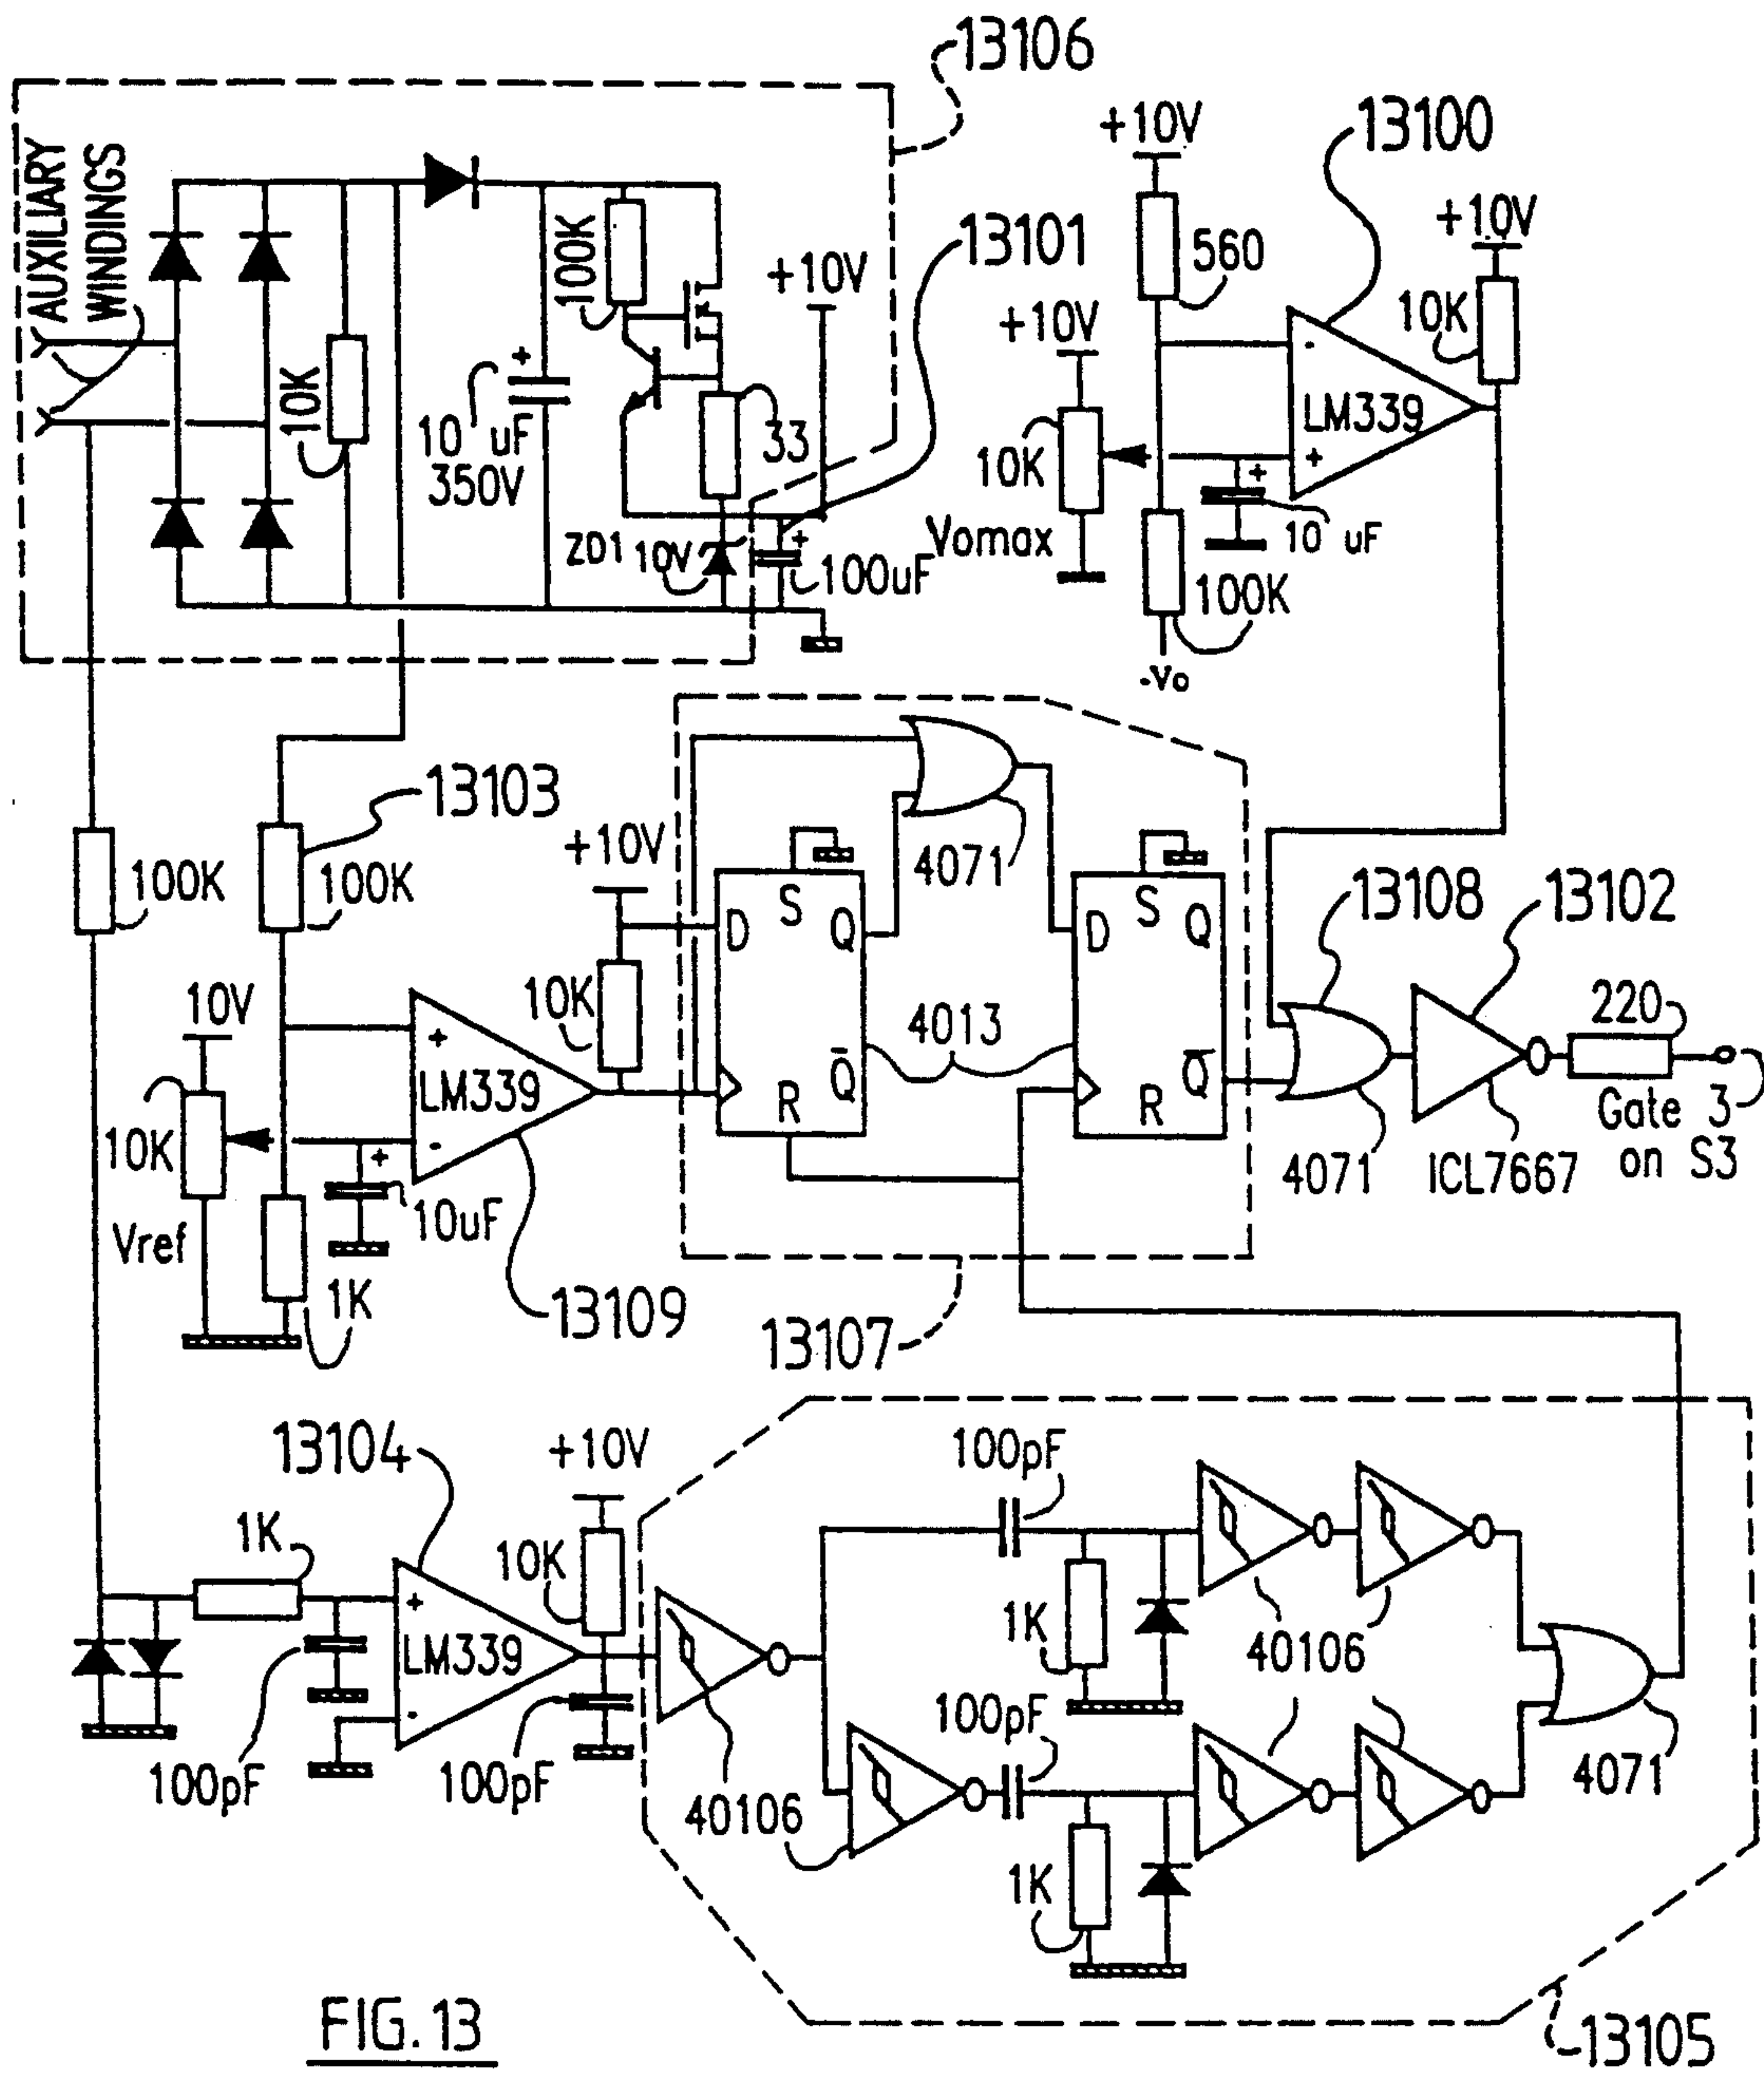 13106
AUXILIARY
WINDINGS
10K
10 uF
350V
100K
33
ZD1 10V
100uF
+10V
13101
+10V
560
+10V
10K
Vomax
100K
-Vo
13100
-
LM339
+
+
10 uF
+10V
10K
+
+
13103
100K
100K
10V
10K
Vref
1K
+
LM339
-
+
10uF
13109
+10V
10K
D
S
Q
Q̅
R
4071
4013
D
S
Q
Q̅
R
13107
13108
4071
13102
ICL7667
220
Gate 3
on S3
13104
1K
100pF
+
LM339
-
+10V
10K
100pF
40106
100pF
1K
40106
100pF
1K
4071
13105
FIG. 13